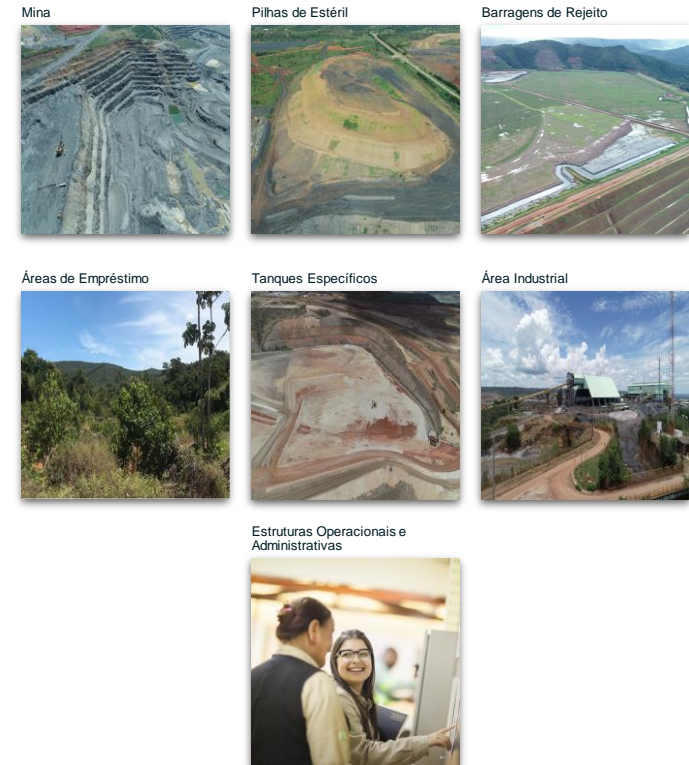 Mina
Pilhas de Estéril
Barragens de Rejeito
Áreas de Empréstimo
Tanques Específicos
Área Industrial
Estruturas Operacionais e
Administrativas